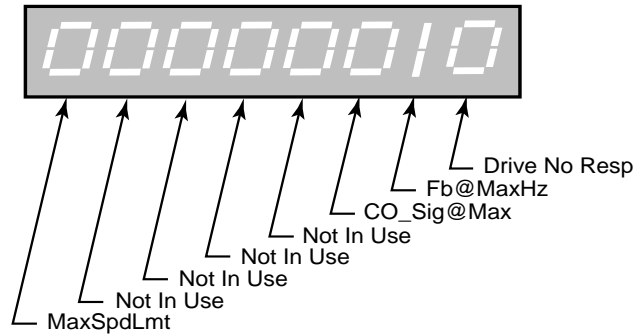 00000010
Drive No Resp
Fb@MaxHz
CO_Sig@Max
Not In Use
Not In Use
Not In Use
Not In Use
MaxSpdLmt